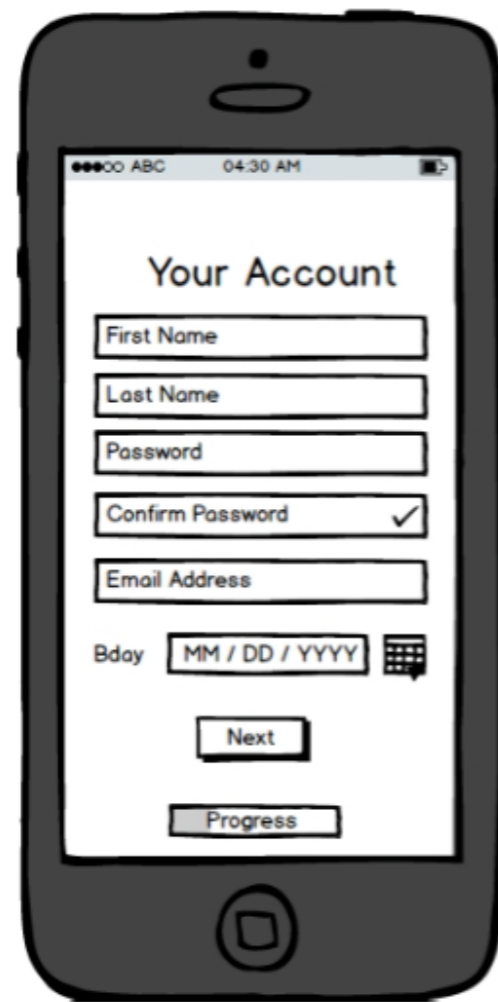 ABC 04:30 AM
Your Account
First Name
Last Name
Password
Confirm Password
Email Address
Bday MM / DD / YYYY
Next
Progress